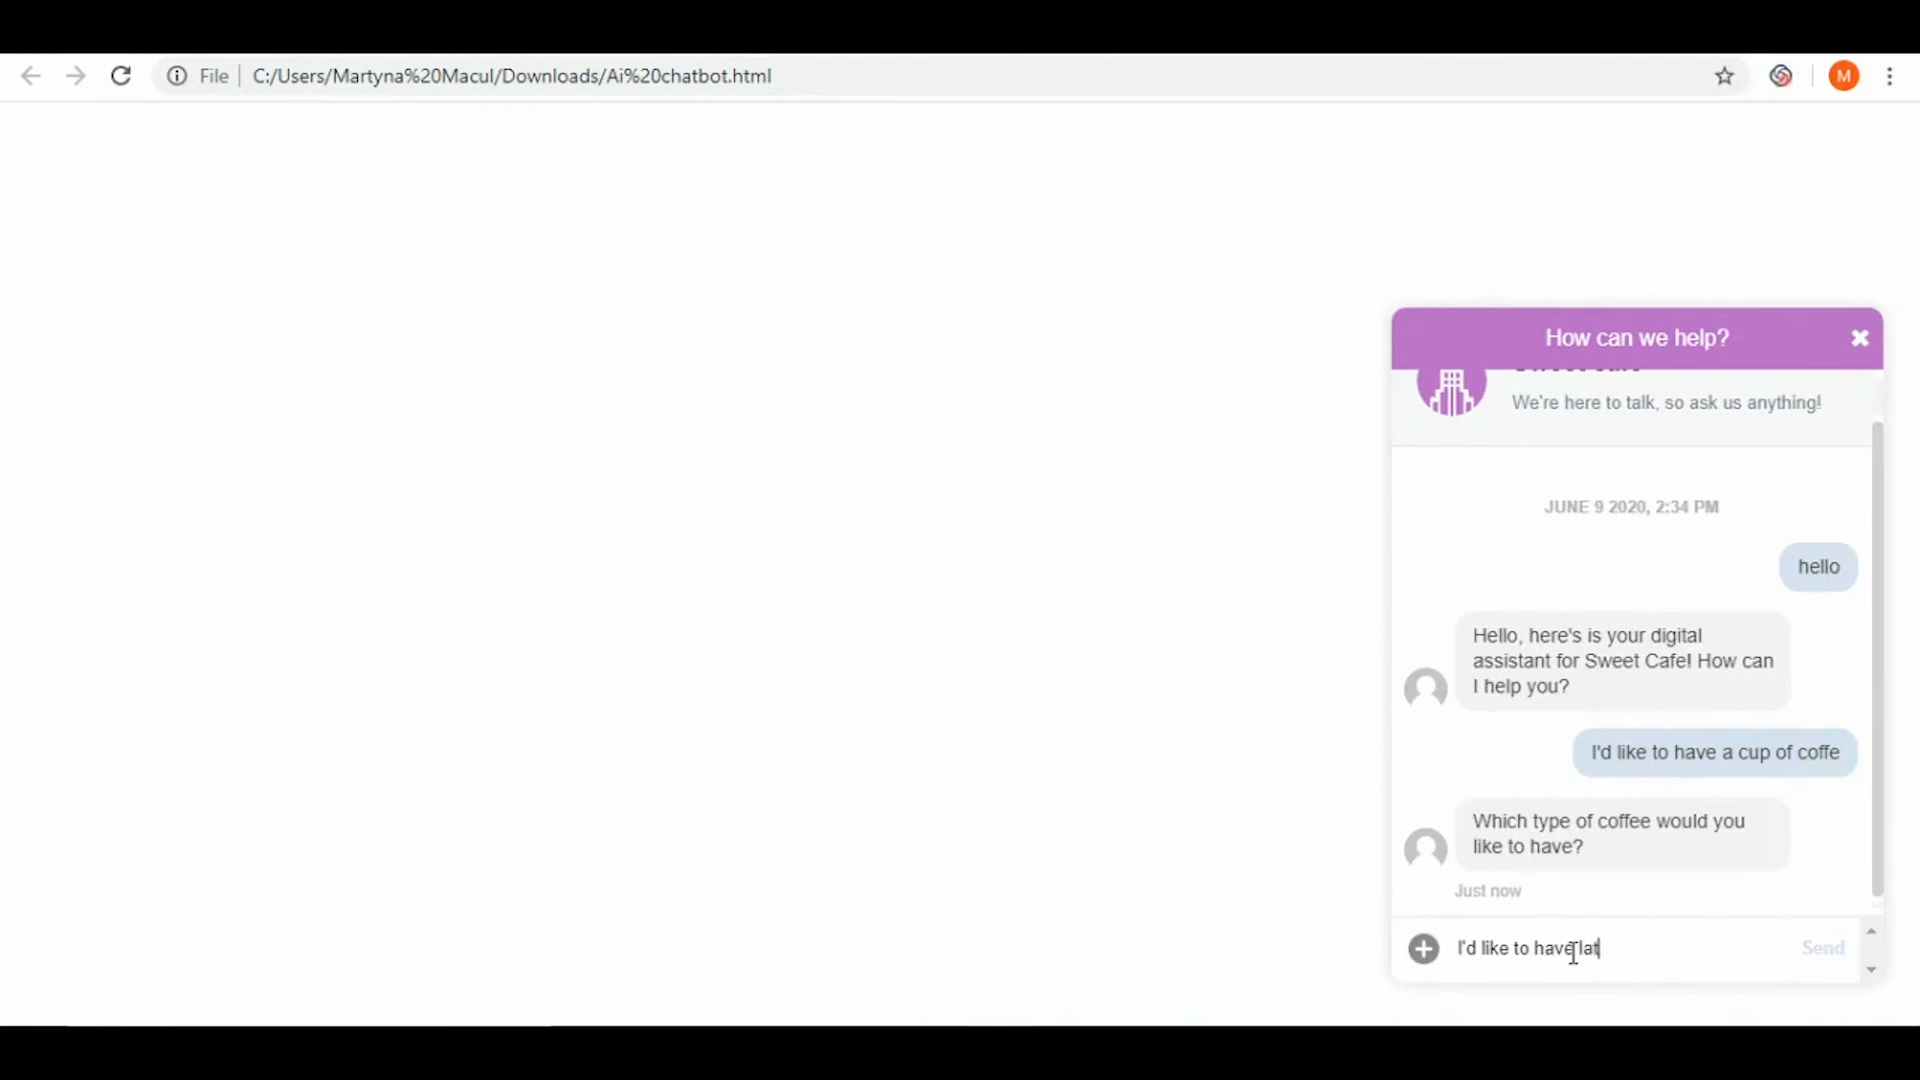 File
C:/Users/Martyna%20Macul/Downloads/Ai%20chatbot.html
M
How can we help?
We're here to talk, so ask us anything!
JUNE 9 2020, 2:34 PM
hello
Hello, here's is your digital
assistant for Sweet Cafe! How can
I help you?
I'd like to have a cup of coffe
Which type of coffee would you
like to have?
Just now
I'd like to have lat
Send